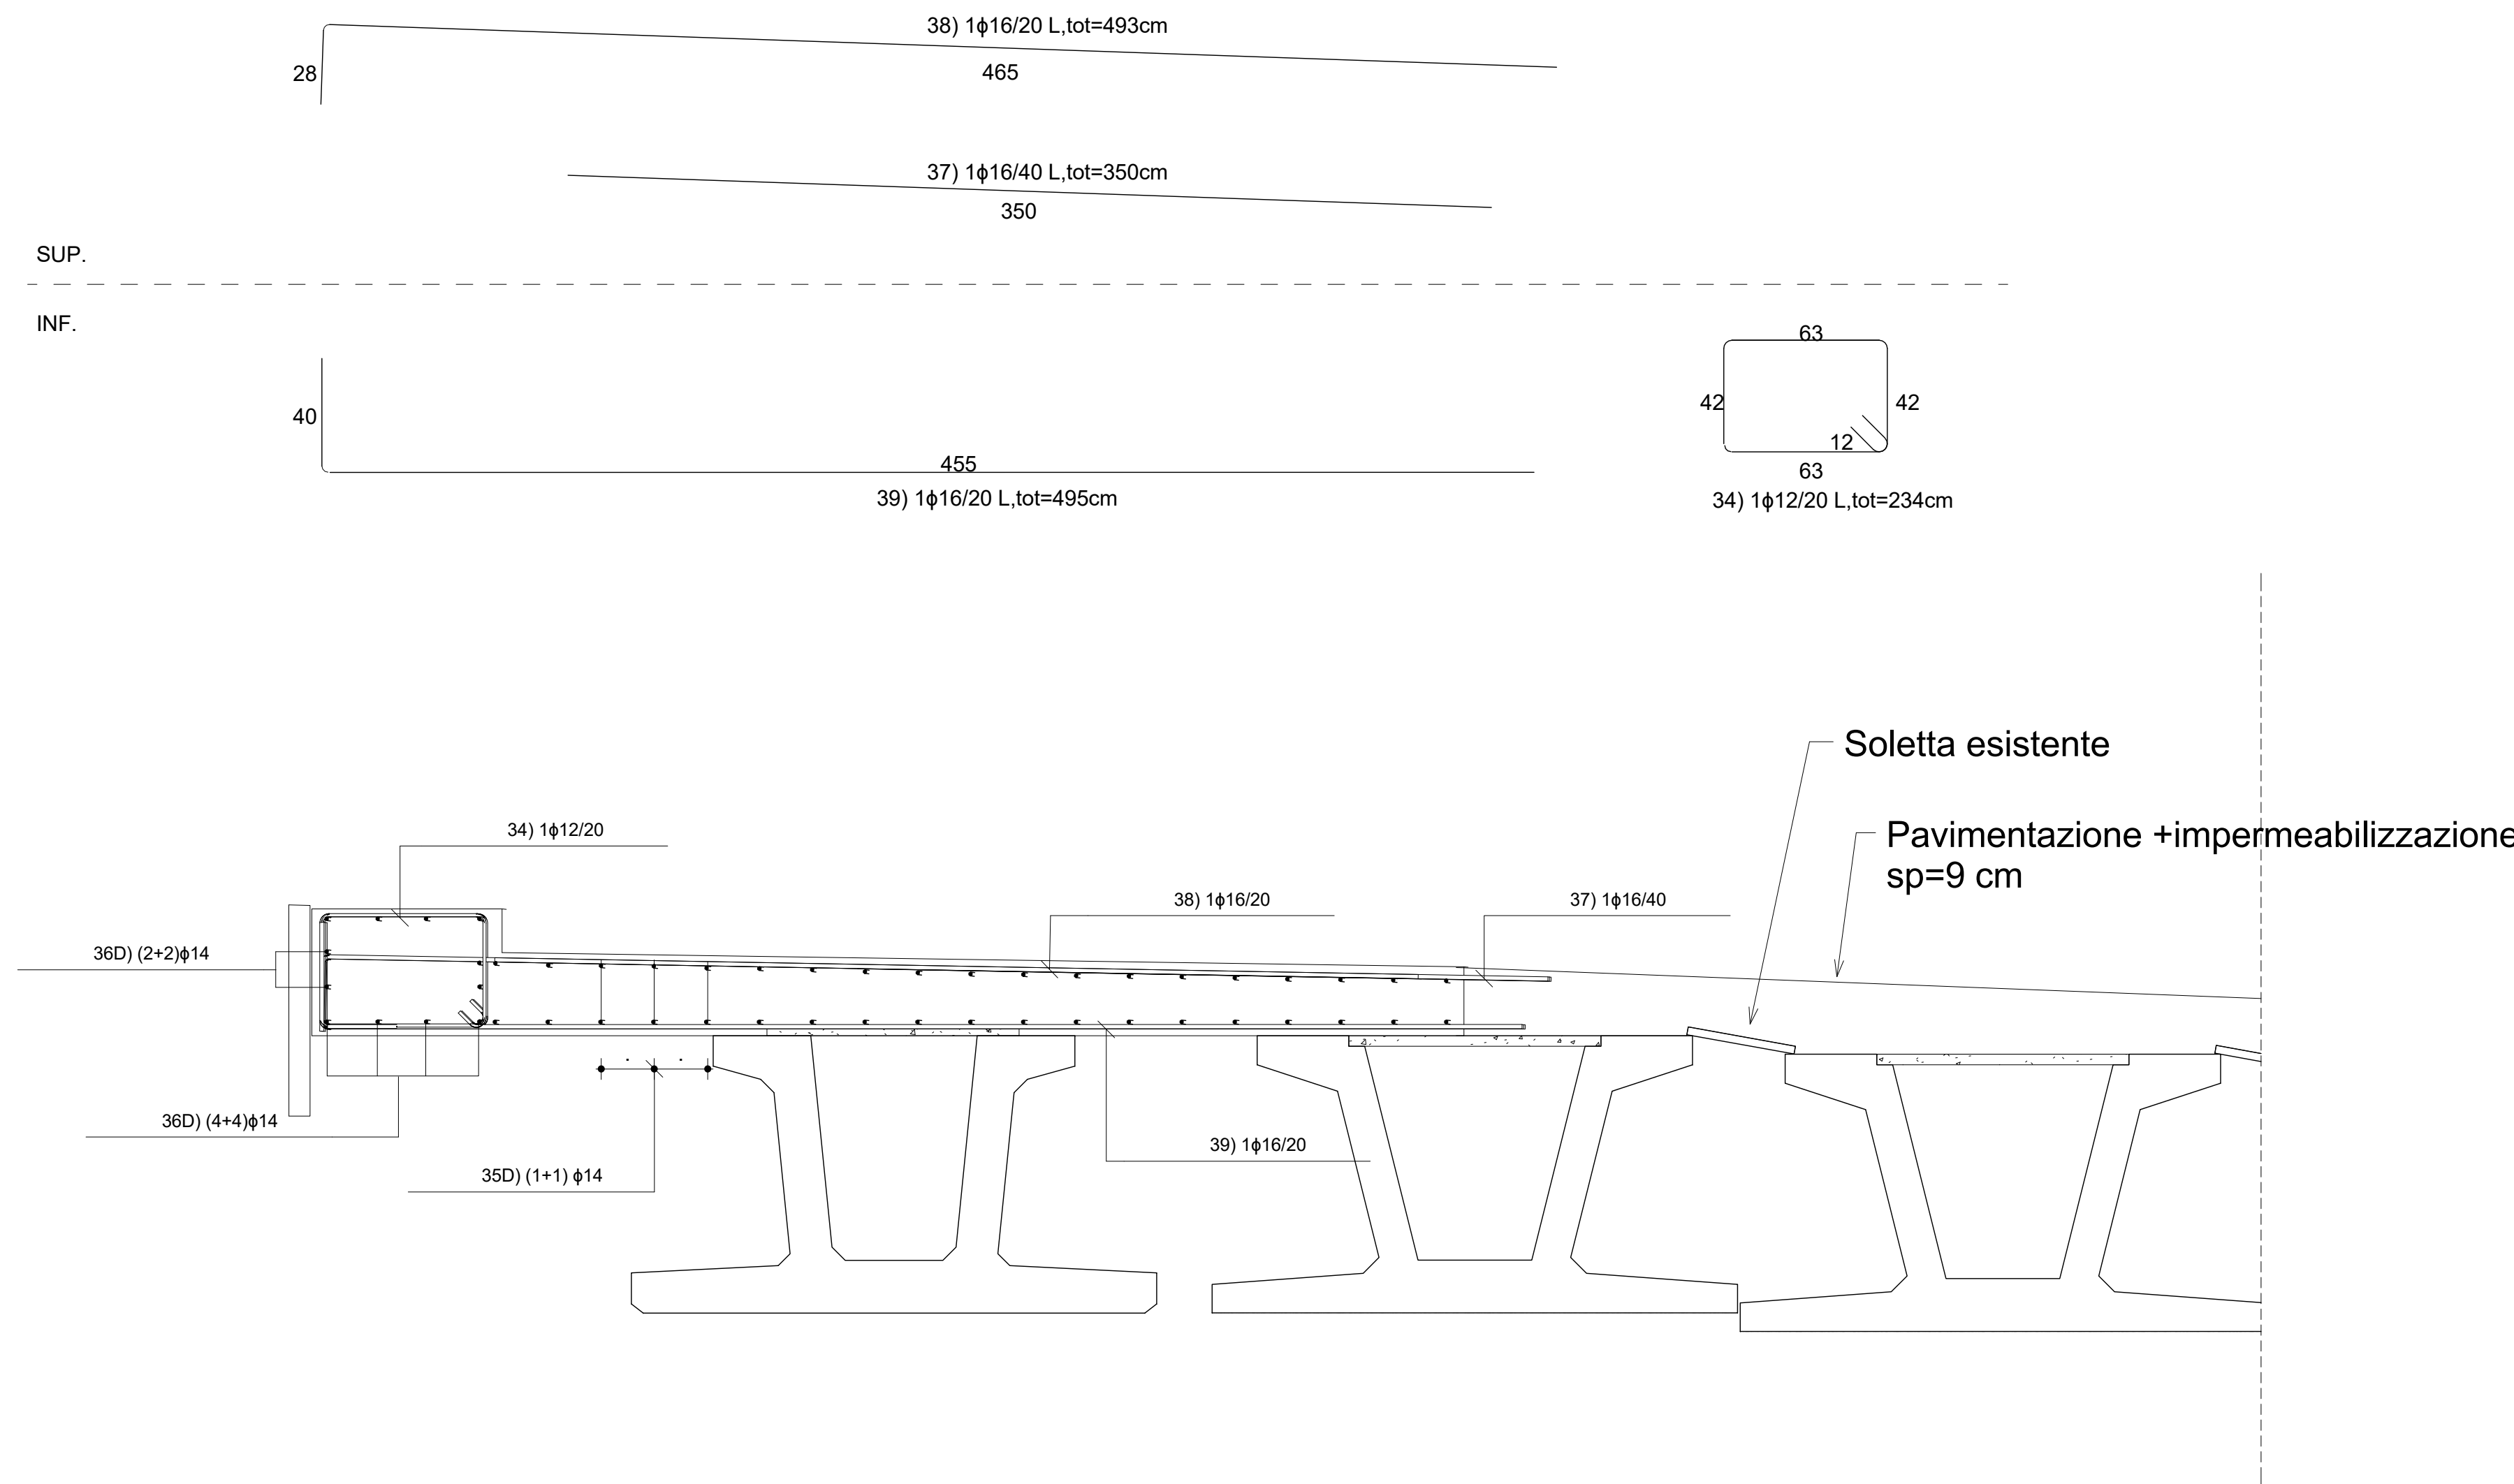 38) 1ϕ16/20 L,tot=493cm
28
465
37) 1ϕ16/40 L,tot=350cm
350
SUP.
INF.
63
40
42
42
12
455
63
39) 1ϕ16/20 L,tot=495cm
34) 1ϕ12/20 L,tot=234cm
Soletta esistente
34) 1ϕ12/20
Pavimentazione +impermeabilizzazione
sp=9 cm
38) 1ϕ16/20
37) 1ϕ16/40
36D) (2+2)ϕ14
36D) (4+4)ϕ14
39) 1ϕ16/20
35D) (1+1) ϕ14